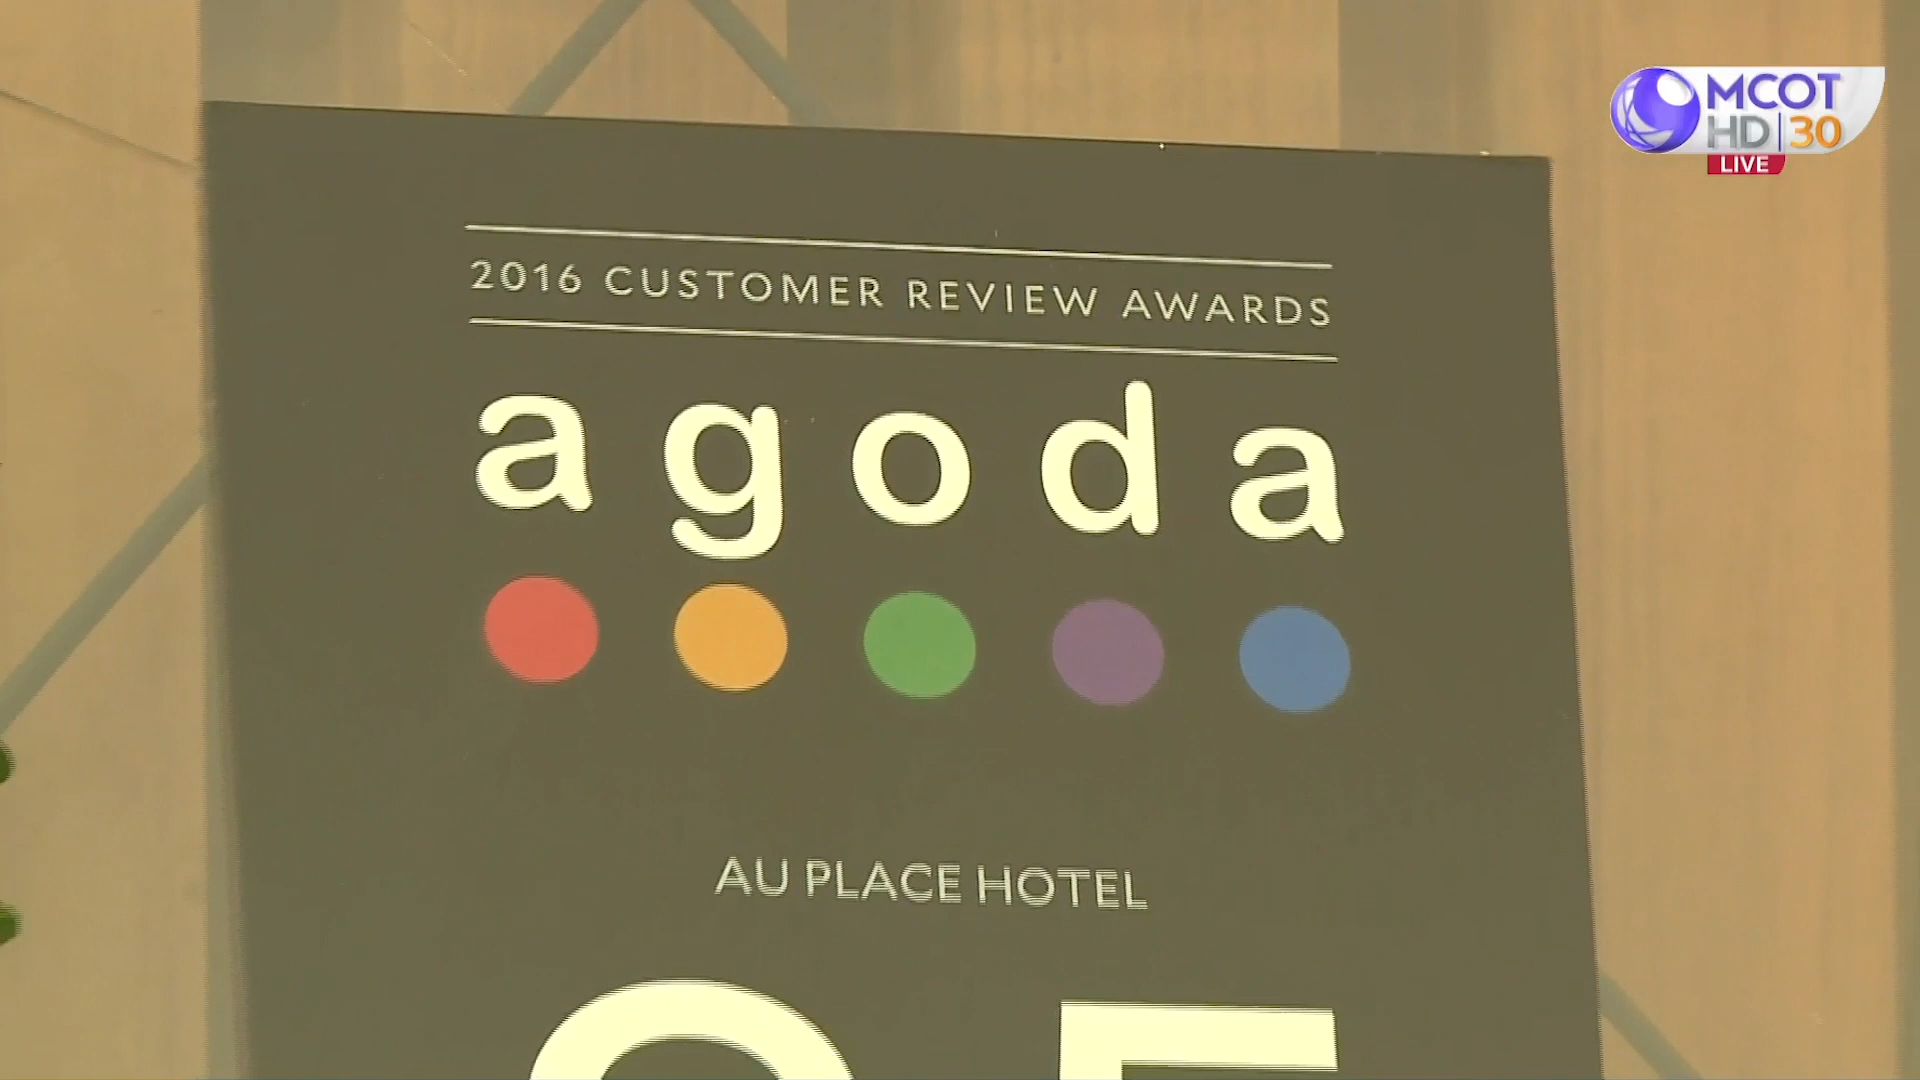 MCOT
HD 30
LIVE
2016 CUSTOMER REVIEW AWARDS
agoda
AU PLACE HOTEL